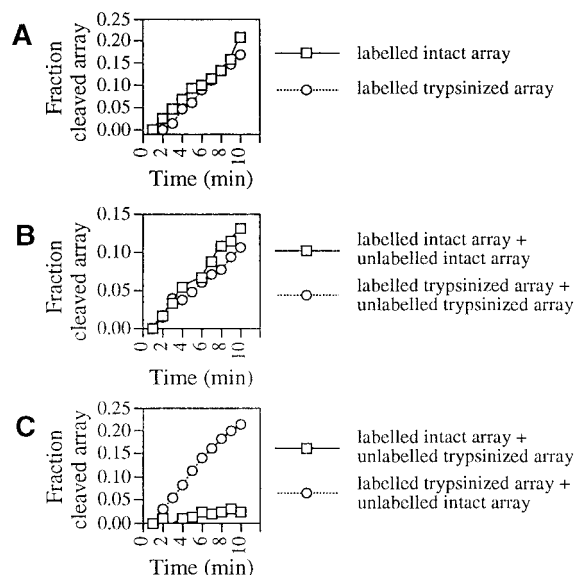 A
Fraction
cleaved array
0.25
0.20
0.15
0.10
0.05
0.00
0 2 4 6 8 10
Time (min)
labelled intact array
labelled trypsinized array
B
Fraction
cleaved array
0.15
0.10
0.05
0.00
0 2 4 6 8 10
Time (min)
labelled intact array +
unlabelled intact array
labelled trypsinized array +
unlabelled trypsinized array
C
Fraction
cleaved array
0.25
0.20
0.15
0.10
0.05
0.00
0 2 4 6 8 10
Time (min)
labelled intact array +
unlabelled trypsinized array
labelled trypsinized array +
unlabelled intact array